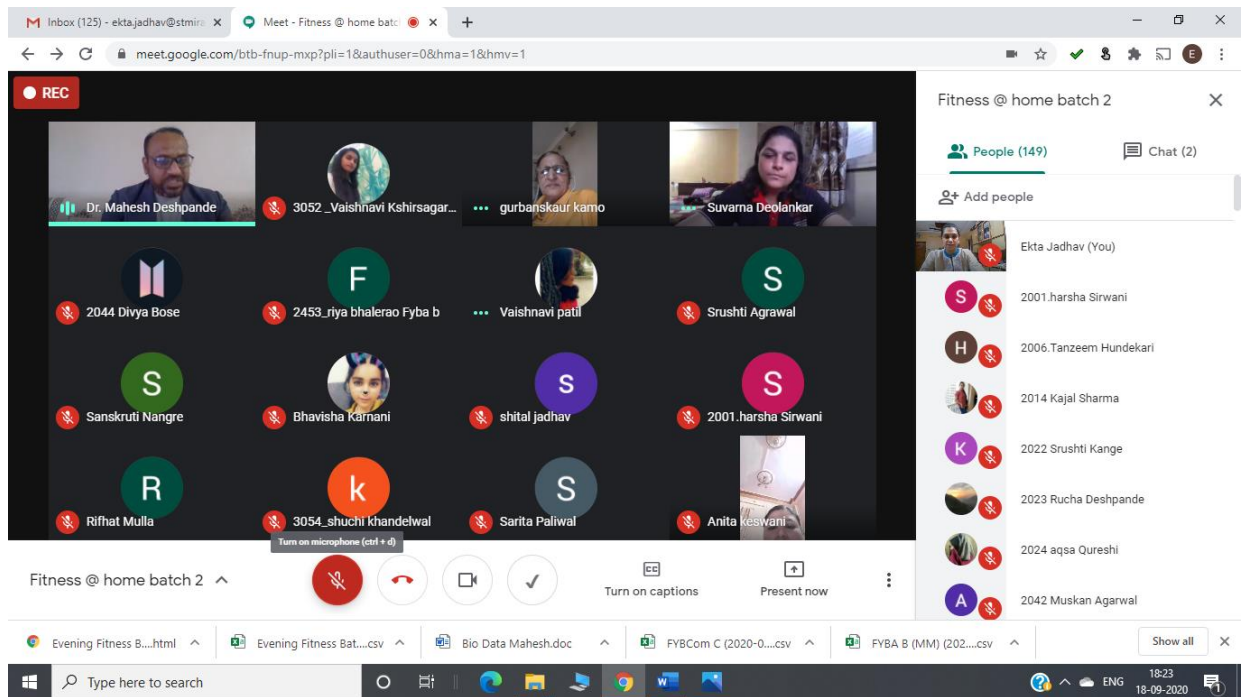 Inbox (125) - ekta.jadhav@stmira
Meet - Fitness @ home batc
meet.google.com/btb-fnup-mxp?pli=1&authuser=0&hma=1&hmv=1
E
REC
Dr. Mahesh Deshpande
3052 _Vaishnavi Kshirsagar...
gurbanskaur kamo
Suvarna Deolankar
2044 Divya Bose
F
2453_riya bhalerao Fyba b
Vaishnavi patil
S
Srushti Agrawal
S
Sanskruti Nangre
Bhavisha Karnani
s
shital jadhav
S
2001.harsha Sirwani
R
Rifhat Mulla
k
3054_shuchi khandelwal
S
Sarita Paliwal
Anita keswani
Turn on microphone (ctrl + d)
Fitness @ home batch 2
CC
Turn on captions
Present now
Fitness @ home batch 2
People (149)
Chat (2)
Add people
Ekta Jadhav (You)
S
2001.harsha Sirwani
H
2006.Tanzeem Hundekari
2014 Kajal Sharma
K
2022 Srushti Kange
2023 Rucha Deshpande
2024 aqsa Qureshi
A
2042 Muskan Agarwal
Evening Fitness B....html
Evening Fitness Bat....csv
Bio Data Mahesh.doc
FYBCom C (2020-0....csv
FYBA B (MM) (202....csv
Show all
Type here to search
ENG
18:23
18-09-2020